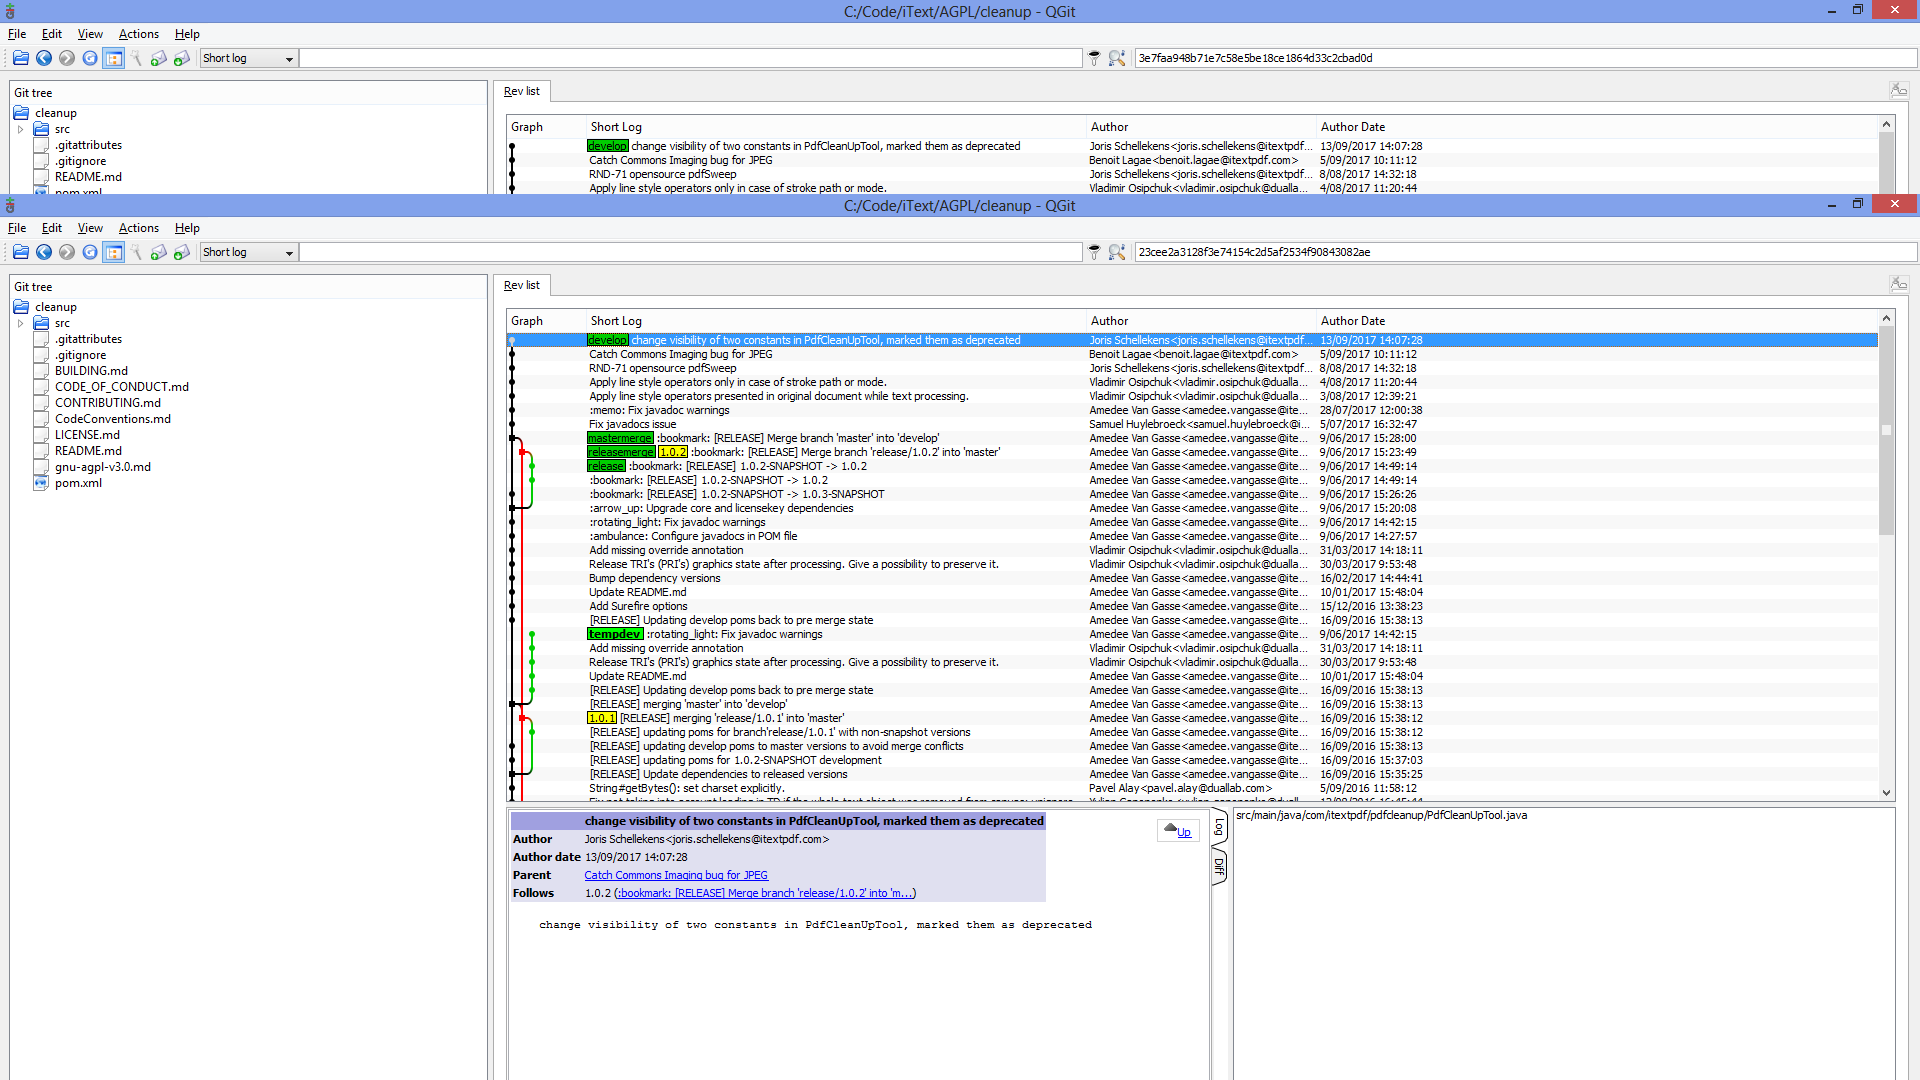 C:/Code/iText/AGPL/cleanup - QGit
File Edit View Actions Help
Short log
3e7faa948b71e7c58e5be18ce1864d33c2cbad0d
Git tree
Rev list
cleanup
src
.gitattributes
.gitignore
README.md
pom.xml
Graph Short Log Author Author Date
develop change visibility of two constants in PdfCleanUpTool, marked them as deprecated Joris Schellekens<joris.schellekens@itextpdf... 13/09/2017 14:07:28
Catch Commons Imaging bug for JPEG Benoit Lagae<benoit.lagae@itextpdf.com> 5/09/2017 10:11:12
RND-71 opensource pdfSweep Joris Schellekens<joris.schellekens@itextpdf... 8/08/2017 14:32:18
Apply line style operators only in case of stroke path or mode. Vladimir Osipchuk<vladimir.osipchuk@dualla... 4/08/2017 11:20:44
C:/Code/iText/AGPL/cleanup - QGit
File Edit View Actions Help
Short log
23cee2a3128f3e74154c2d5af2534f90843082ae
Git tree
Rev list
cleanup
src
.gitattributes
.gitignore
BUILDING.md
CODE_OF_CONDUCT.md
CONTRIBUTING.md
CodeConventions.md
LICENSE.md
README.md
gnu-agpl-v3.0.md
pom.xml
Graph Short Log Author Author Date
develop change visibility of two constants in PdfCleanUpTool, marked them as deprecated Joris Schellekens<joris.schellekens@itextpdf... 13/09/2017 14:07:28
Catch Commons Imaging bug for JPEG Benoit Lagae<benoit.lagae@itextpdf.com> 5/09/2017 10:11:12
RND-71 opensource pdfSweep Joris Schellekens<joris.schellekens@itextpdf... 8/08/2017 14:32:18
Apply line style operators only in case of stroke path or mode. Vladimir Osipchuk<vladimir.osipchuk@dualla... 4/08/2017 11:20:44
Apply line style operators presented in original document while text processing. Vladimir Osipchuk<vladimir.osipchuk@dualla... 3/08/2017 12:39:21
:memo: Fix javadoc warnings Amedee Van Gasse<amedee.vangasse@ite... 28/07/2017 12:00:38
Fix javadocs issue Samuel Huylebroeck<samuel.huylebroeck@i... 5/07/2017 16:32:47
mastermerge :bookmark: [RELEASE] Merge branch 'master' into 'develop' Amedee Van Gasse<amedee.vangasse@ite... 9/06/2017 15:28:00
releasemerge 1.0.2 :bookmark: [RELEASE] Merge branch 'release/1.0.2' into 'master' Amedee Van Gasse<amedee.vangasse@ite... 9/06/2017 15:23:49
release :bookmark: [RELEASE] 1.0.2-SNAPSHOT -> 1.0.2 Amedee Van Gasse<amedee.vangasse@ite... 9/06/2017 14:49:14
:bookmark: [RELEASE] 1.0.2-SNAPSHOT -> 1.0.2 Amedee Van Gasse<amedee.vangasse@ite... 9/06/2017 14:49:14
:bookmark: [RELEASE] 1.0.2-SNAPSHOT -> 1.0.3-SNAPSHOT Amedee Van Gasse<amedee.vangasse@ite... 9/06/2017 15:26:26
:arrow_up: Upgrade core and licensekey dependencies Amedee Van Gasse<amedee.vangasse@ite... 9/06/2017 15:20:08
:rotating_light: Fix javadoc warnings Amedee Van Gasse<amedee.vangasse@ite... 9/06/2017 14:42:15
:ambulance: Configure javadocs in POM file Amedee Van Gasse<amedee.vangasse@ite... 9/06/2017 14:27:57
Add missing override annotation Vladimir Osipchuk<vladimir.osipchuk@dualla... 31/03/2017 14:18:11
Release TRI's (PRI's) graphics state after processing. Give a possibility to preserve it. Vladimir Osipchuk<vladimir.osipchuk@dualla... 30/03/2017 9:53:48
Bump dependency versions Amedee Van Gasse<amedee.vangasse@ite... 16/02/2017 14:44:41
Update README.md Amedee Van Gasse<amedee.vangasse@ite... 10/01/2017 15:48:04
Add Surefire options Amedee Van Gasse<amedee.vangasse@ite... 15/12/2016 13:38:23
[RELEASE] Updating develop poms back to pre merge state Amedee Van Gasse<amedee.vangasse@ite... 16/09/2016 15:38:13
tempdev :rotating_light: Fix javadoc warnings Amedee Van Gasse<amedee.vangasse@ite... 9/06/2017 14:42:15
Add missing override annotation Vladimir Osipchuk<vladimir.osipchuk@dualla... 31/03/2017 14:18:11
Release TRI's (PRI's) graphics state after processing. Give a possibility to preserve it. Vladimir Osipchuk<vladimir.osipchuk@dualla... 30/03/2017 9:53:48
Update README.md Amedee Van Gasse<amedee.vangasse@ite... 10/01/2017 15:48:04
[RELEASE] Updating develop poms back to pre merge state Amedee Van Gasse<amedee.vangasse@ite... 16/09/2016 15:38:13
[RELEASE] merging 'master' into 'develop' Amedee Van Gasse<amedee.vangasse@ite... 16/09/2016 15:38:13
1.0.1 [RELEASE] merging 'release/1.0.1' into 'master' Amedee Van Gasse<amedee.vangasse@ite... 16/09/2016 15:38:12
[RELEASE] updating poms for branch'release/1.0.1' with non-snapshot versions Amedee Van Gasse<amedee.vangasse@ite... 16/09/2016 15:38:12
[RELEASE] updating develop poms to master versions to avoid merge conflicts Amedee Van Gasse<amedee.vangasse@ite... 16/09/2016 15:38:13
[RELEASE] updating poms for 1.0.2-SNAPSHOT development Amedee Van Gasse<amedee.vangasse@ite... 16/09/2016 15:37:03
[RELEASE] Update dependencies to released versions Amedee Van Gasse<amedee.vangasse@ite... 16/09/2016 15:35:25
String#getBytes(): set charset explicitly. Pavel Alay<pavel.alay@duallab.com> 5/09/2016 11:58:12
change visibility of two constants in PdfCleanUpTool, marked them as deprecated
Author Joris Schellekens<joris.schellekens@itextpdf.com>
Author date 13/09/2017 14:07:28
Parent Catch Commons Imaging bug for JPEG
Follows 1.0.2 (:bookmark: [RELEASE] Merge branch 'release/1.0.2' into 'm...)
Up
change visibility of two constants in PdfCleanUpTool, marked them as deprecated
Log
Diff
src/main/java/com/itextpdf/pdfcleanup/PdfCleanUpTool.java